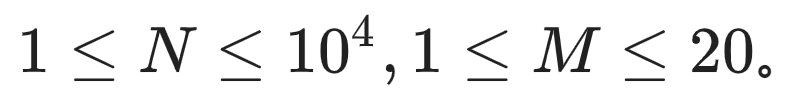 1 ≤ N ≤ 10⁴, 1 ≤ M ≤ 20。